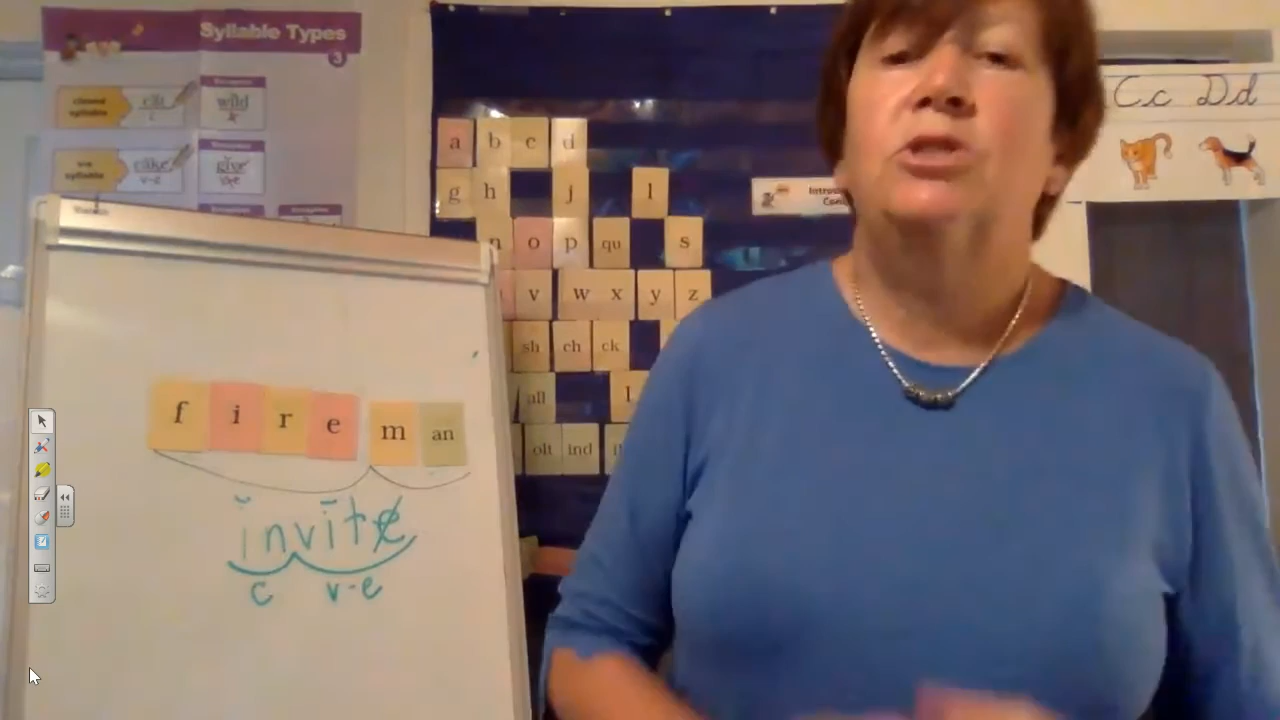 Syllable Types
3
closed syllable
cat
c
wild
v-e syllable
cake
v-e
give
Cc Dd
a b c d
g h j l
n o p qu s
v w x y z
sh ch ck
all
olt ind
f i r e m an
invite
c v-e